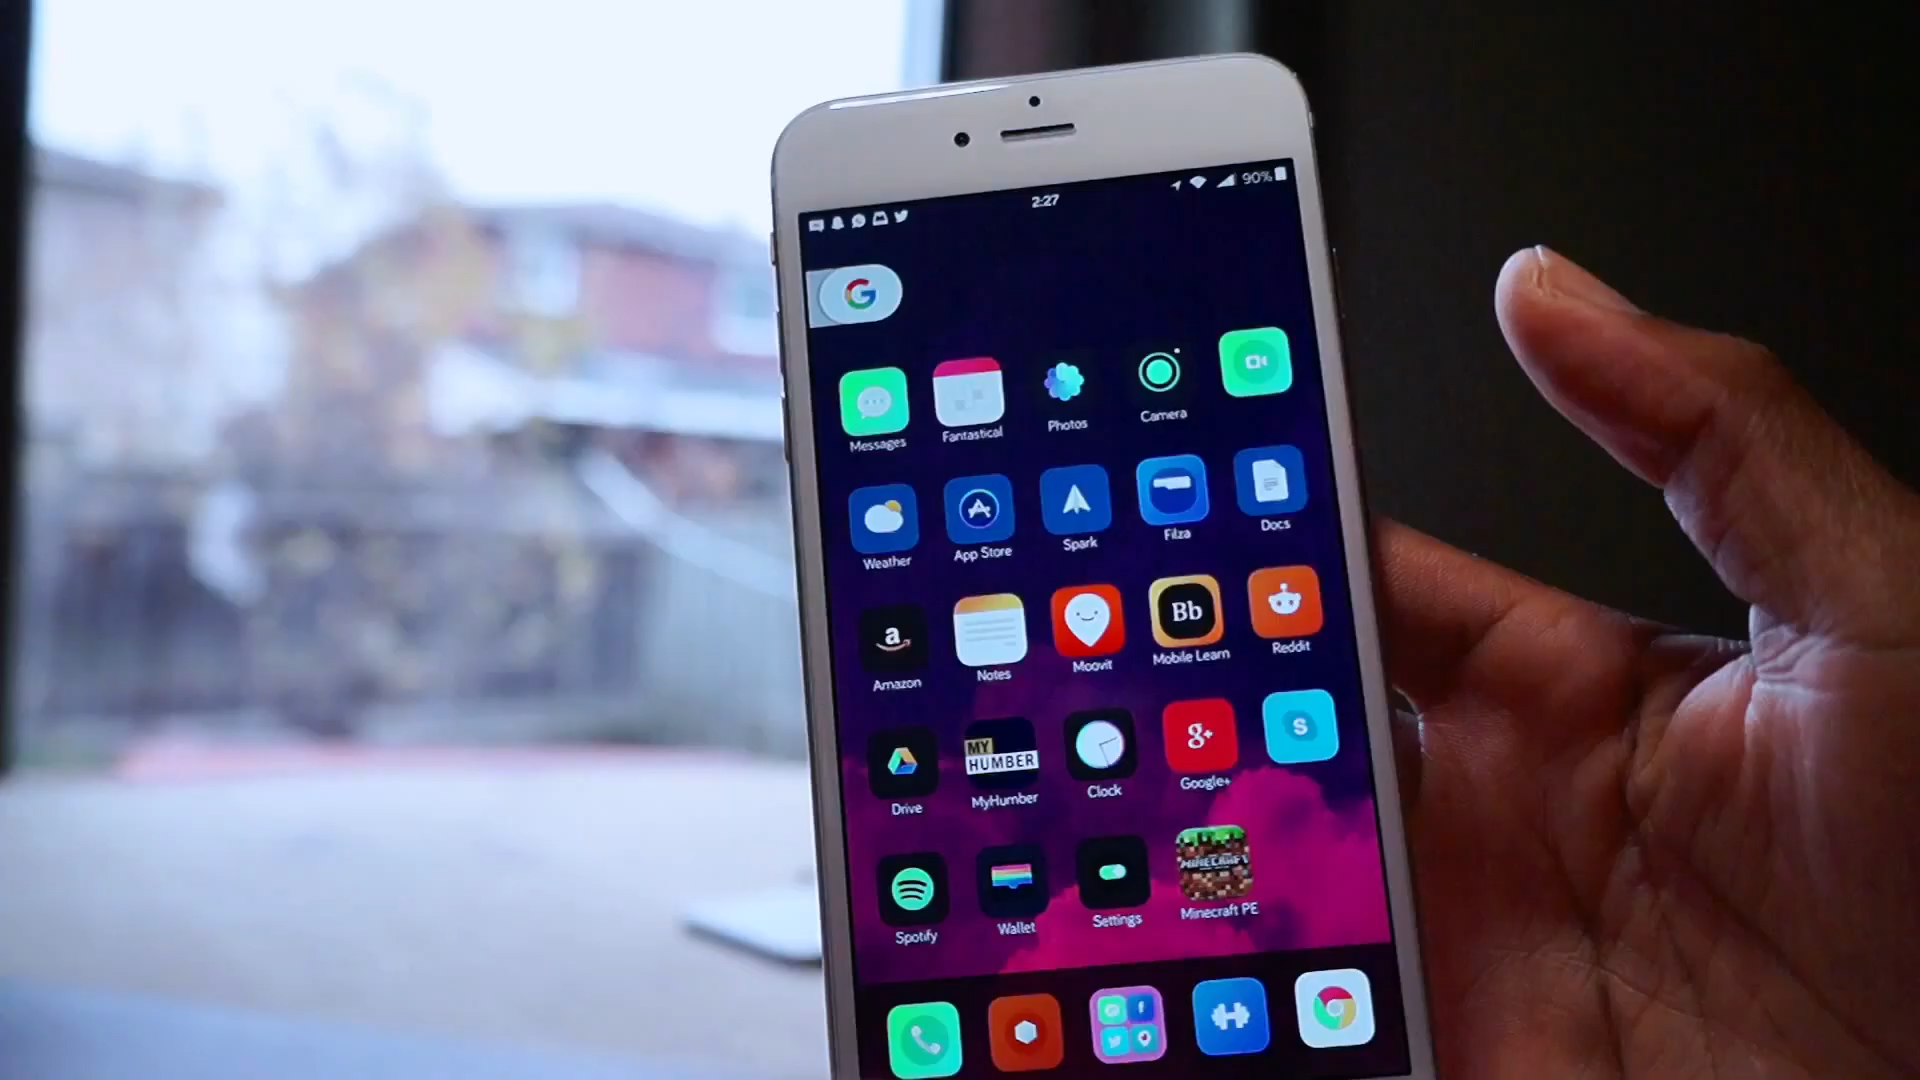 2:27
90%
G
Messages
Fantastical
Photos
Camera
Weather
App Store
Spark
Filza
Docs
a
Amazon
Notes
Moovit
Bb
Mobile Learn
Reddit
Drive
MY
HUMBER
MyHumber
Clock
g+
Google+
S
Spotify
Wallet
Settings
MINECRAFT
Minecraft PE